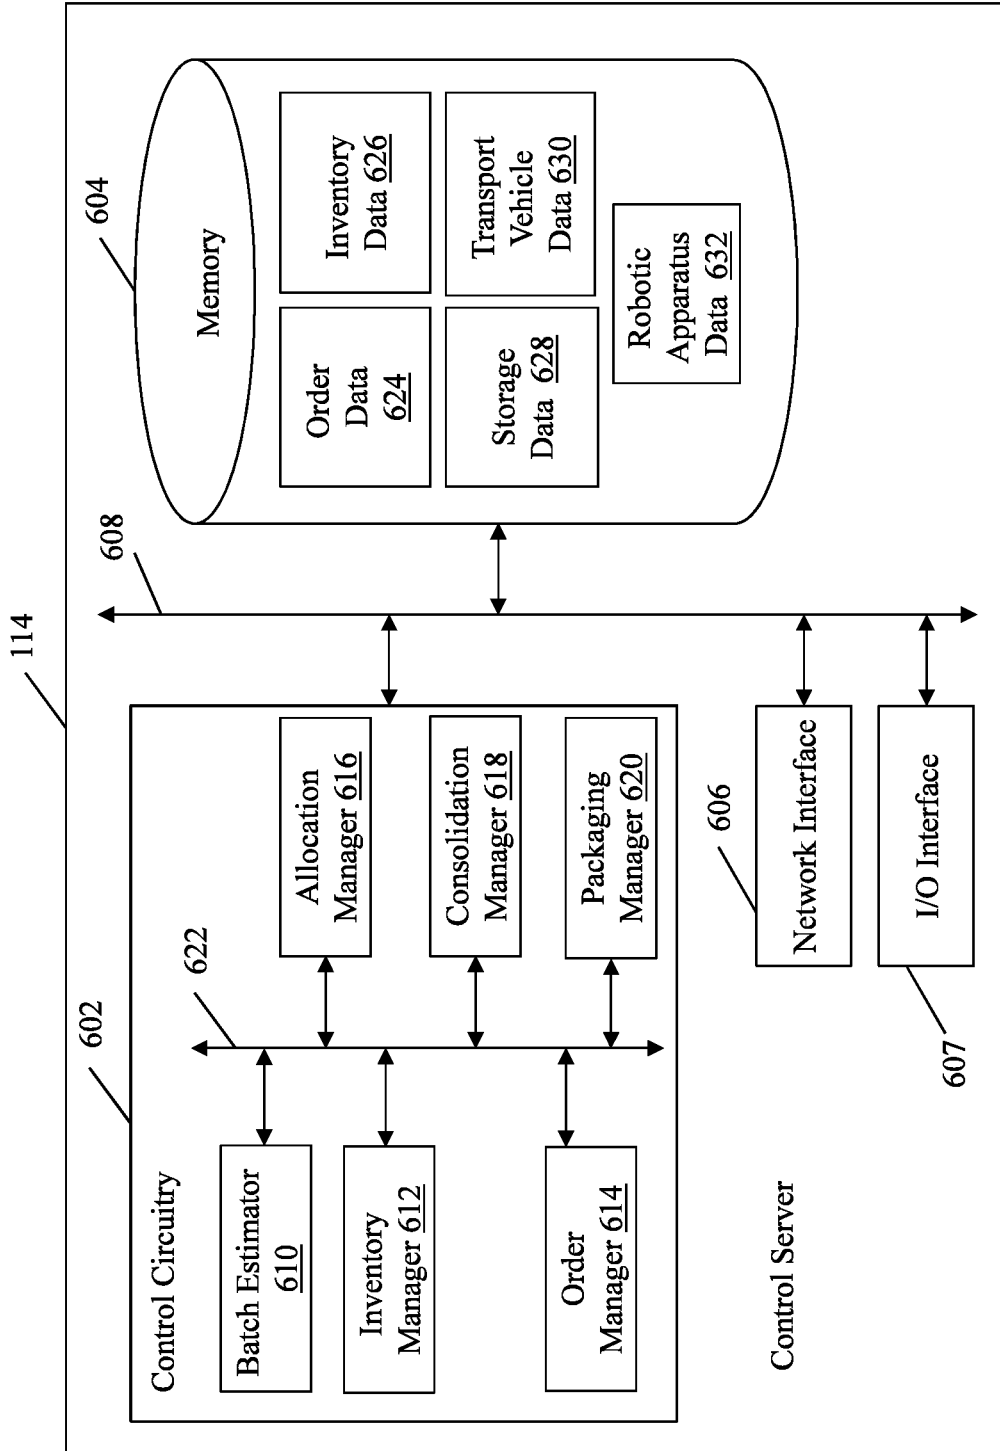 114
602
Control Circuitry
Batch Estimator
610
Inventory
Manager 612
Order
Manager 614
622
Allocation
Manager 616
Consolidation
Manager 618
Packaging
Manager 620
608
604
Memory
Order
Data
624
Inventory
Data 626
Storage
Data 628
Transport
Vehicle
Data 630
Robotic
Apparatus
Data 632
606
Network Interface
I/O Interface
607
Control Server